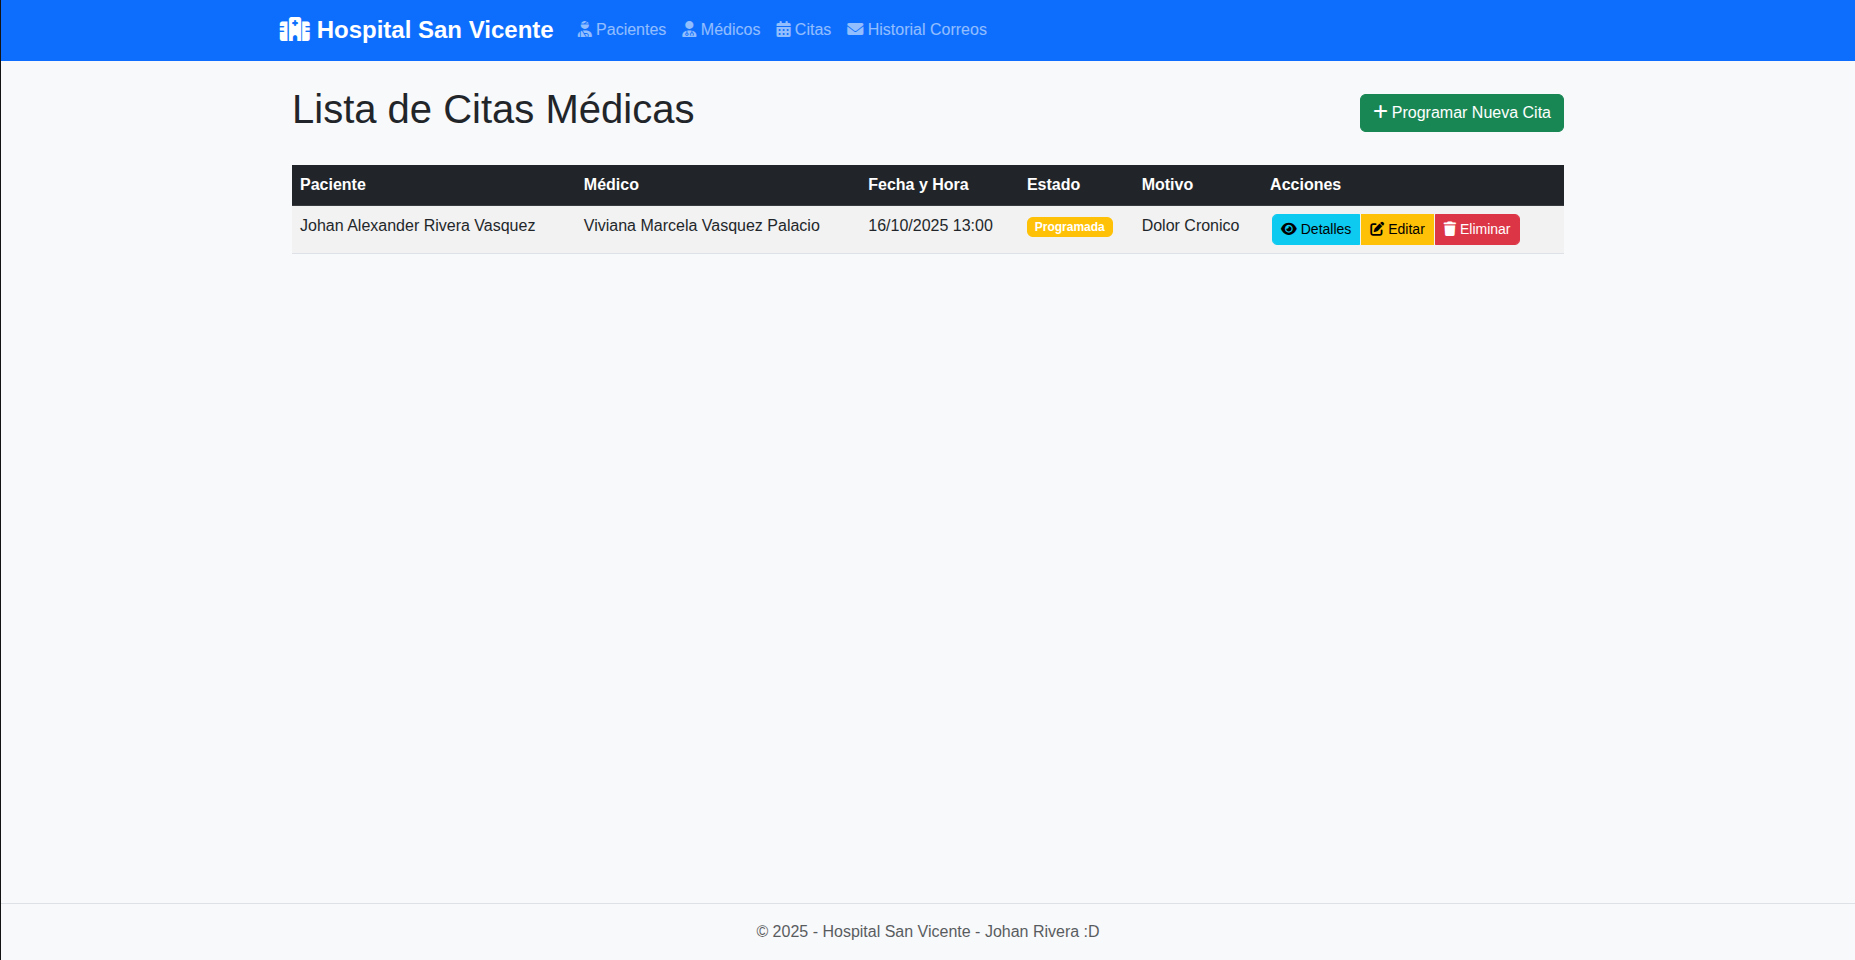 Hospital San Vicente Pacientes Médicos Citas Historial Correos
Lista de Citas Médicas
Programar Nueva Cita
Paciente Médico Fecha y Hora Estado Motivo Acciones
Johan Alexander Rivera Vasquez Viviana Marcela Vasquez Palacio 16/10/2025 13:00 Programada Dolor Cronico Detalles Editar Eliminar
© 2025 - Hospital San Vicente - Johan Rivera :D